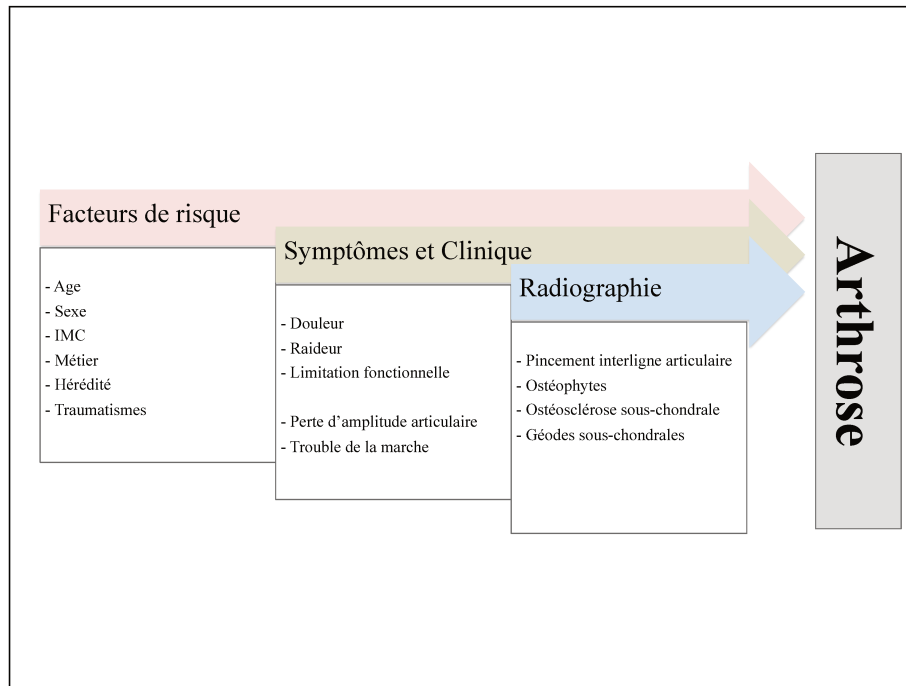 Facteurs de risque
- Age
- Sexe
- IMC
- Métier
- Hérédité
- Traumatismes
Symptômes et Clinique
- Douleur
- Raideur
- Limitation fonctionnelle
- Perte d’amplitude articulaire
- Trouble de la marche
Radiographie
- Pincement interligne articulaire
- Ostéophytes
- Ostéosclérose sous-chondrale
- Géodes sous-chondrales
Arthrose